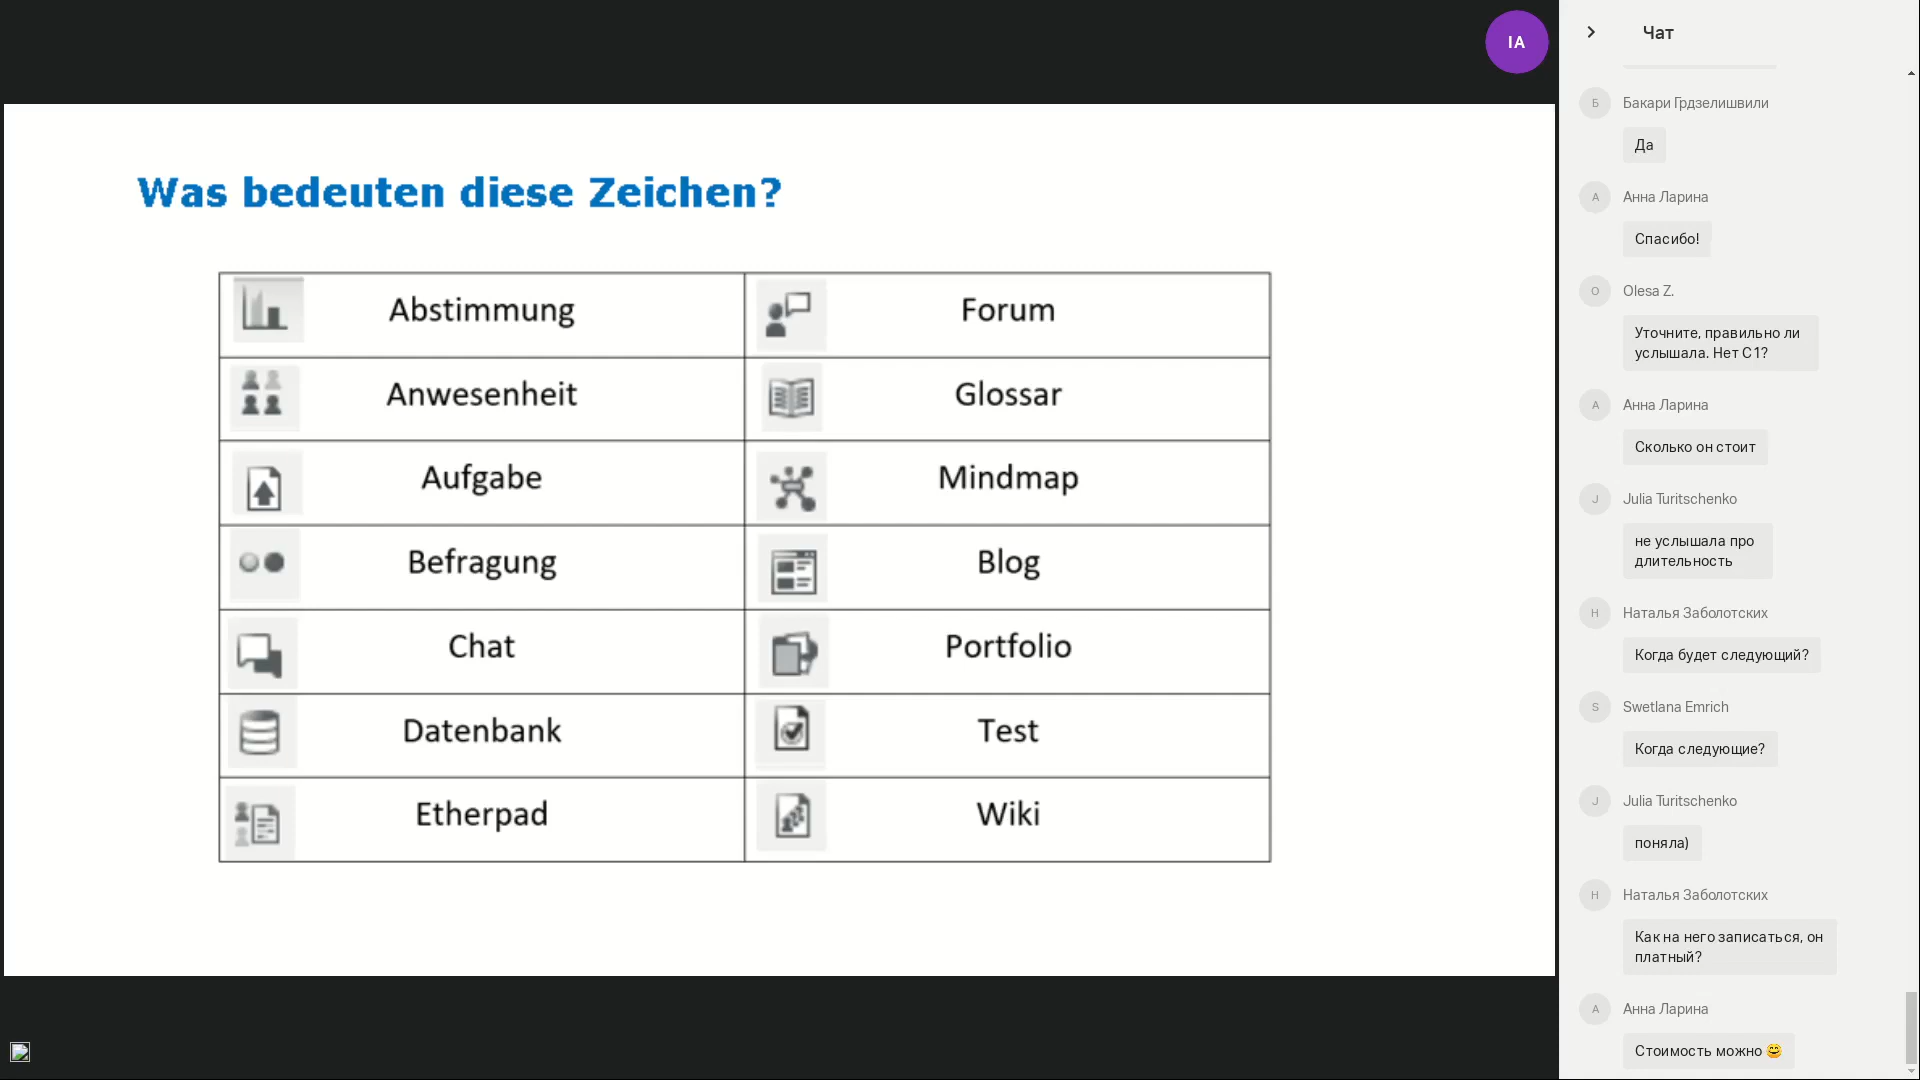 IA
Was bedeuten diese Zeichen?
Abstimmung
Forum
Anwesenheit
Glossar
Aufgabe
Mindmap
Befragung
Blog
Chat
Portfolio
Datenbank
Test
Etherpad
Wiki
Чат
Б
Бакари Грдзелишвили
Да
А
Анна Ларина
Спасибо!
O
Olesa Z.
Уточните, правильно ли
услышала. Нет С1?
А
Анна Ларина
Сколько он стоит
J
Julia Turitschenko
не услышала про
длительность
Н
Наталья Заболотских
Когда будет следующий?
S
Swetlana Emrich
Когда следующие?
J
Julia Turitschenko
поняла)
Н
Наталья Заболотских
Как на него записаться, он
платный?
А
Анна Ларина
Стоимость можно 😄